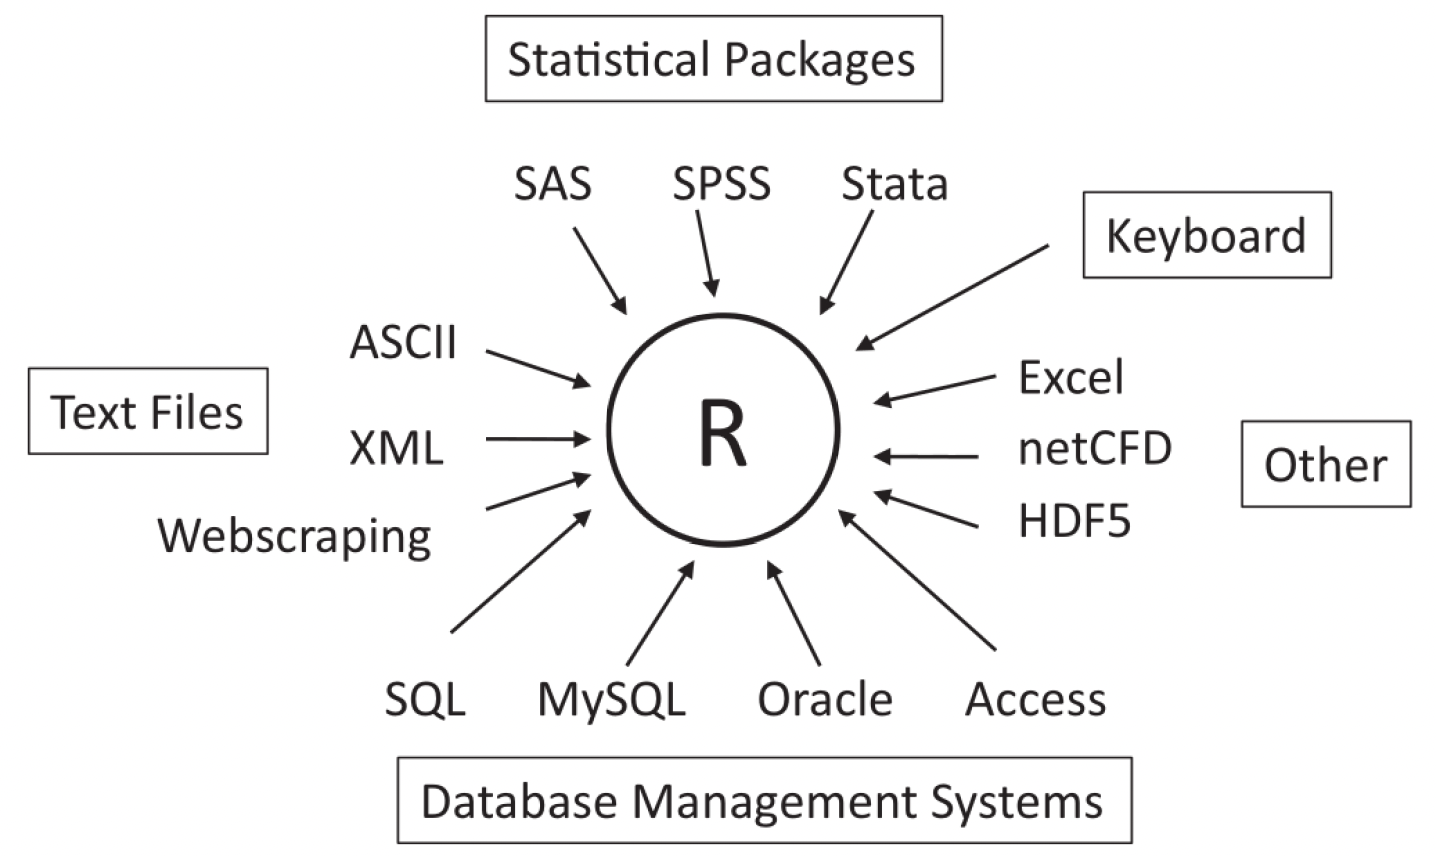 Statistical Packages
SAS SPSS Stata
Keyboard
ASCII
Excel
Text Files
R
XML
netCFD
Other
Webscraping
HDF5
SQL MySQL Oracle Access
Database Management Systems